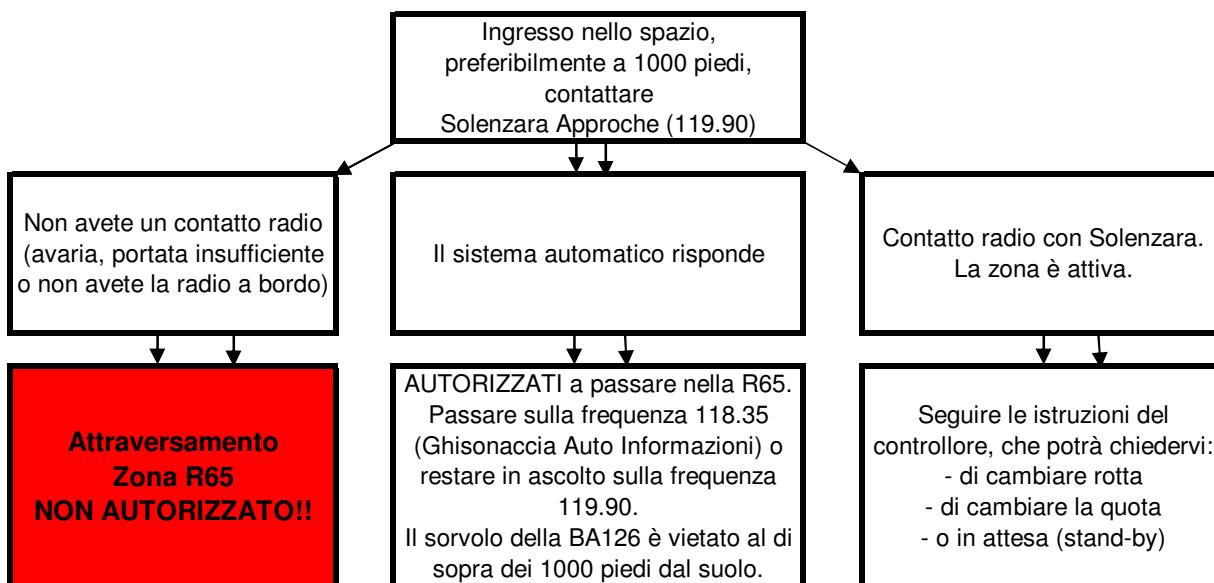 Ingresso nello spazio,
preferibilmente a 1000 piedi,
contattare
Solenzara Approche (119.90)
Non avete un contatto radio
(avaria, portata insufficiente
o non avete la radio a bordo)
Il sistema automatico risponde
Contatto radio con Solenzara.
La zona è attiva.
Attraversamento
Zona R65
NON AUTORIZZATO!!
AUTORIZZATI a passare nella R65.
Passare sulla frequenza 118.35
(Ghisonaccia Auto Informazioni) o
restare in ascolto sulla frequenza
119.90.
Il sorvolo della BA126 è vietato al di
sopra dei 1000 piedi dal suolo.
Seguire le istruzioni del
controllore, che potrà chiedervi:
- di cambiare rotta
- di cambiare la quota
- o in attesa (stand-by)